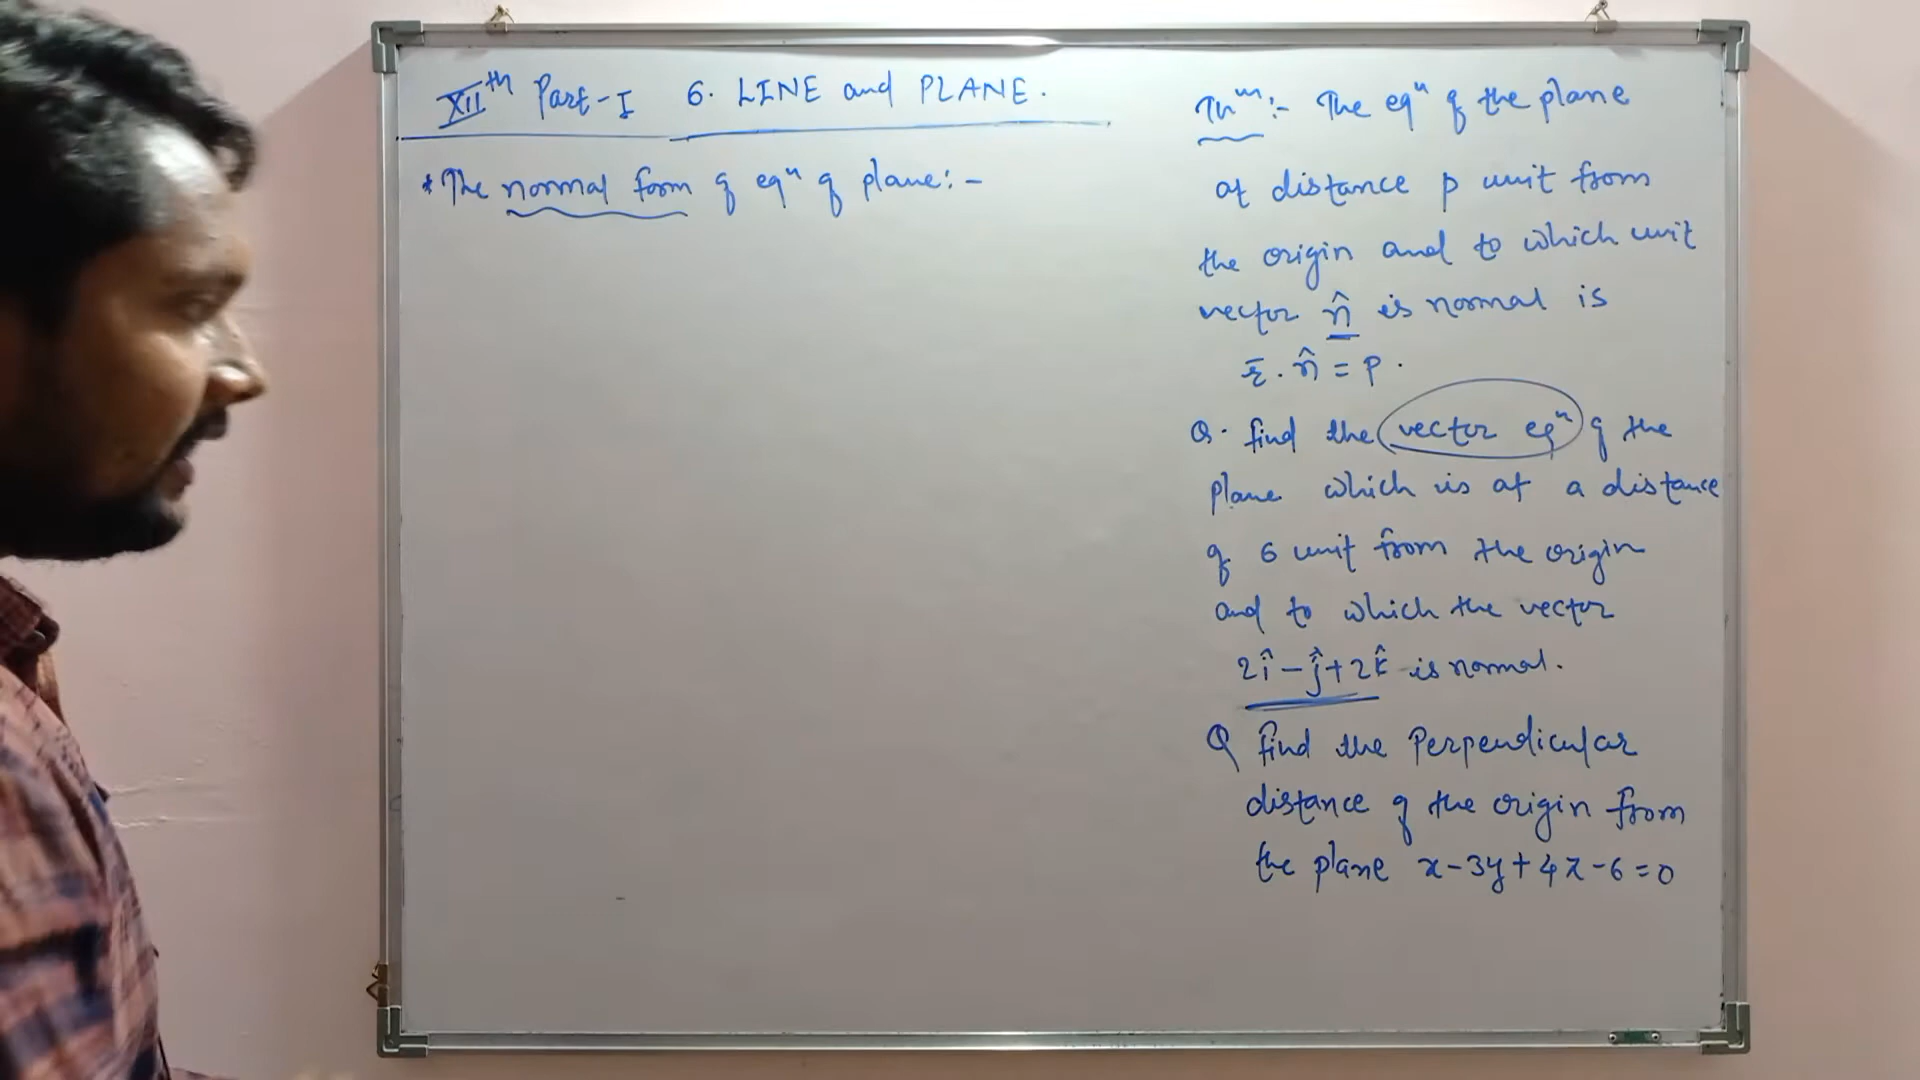 XIIth Part-I 6. LINE and PLANE.
* The normal form of eqn of plane:-
Thm:- The eqn of the plane
at distance p unit from
the origin and to which unit
vector n̂ is normal is
r̄ . n̂ = p .
Q. find the vector eqn of the
plane which is at a distance
of 6 unit from the origin
and to which the vector
2î - ĵ + 2k̂ is normal.
Q find the Perpendicular
distance of the origin from
the plane x-3y+4z-6=0